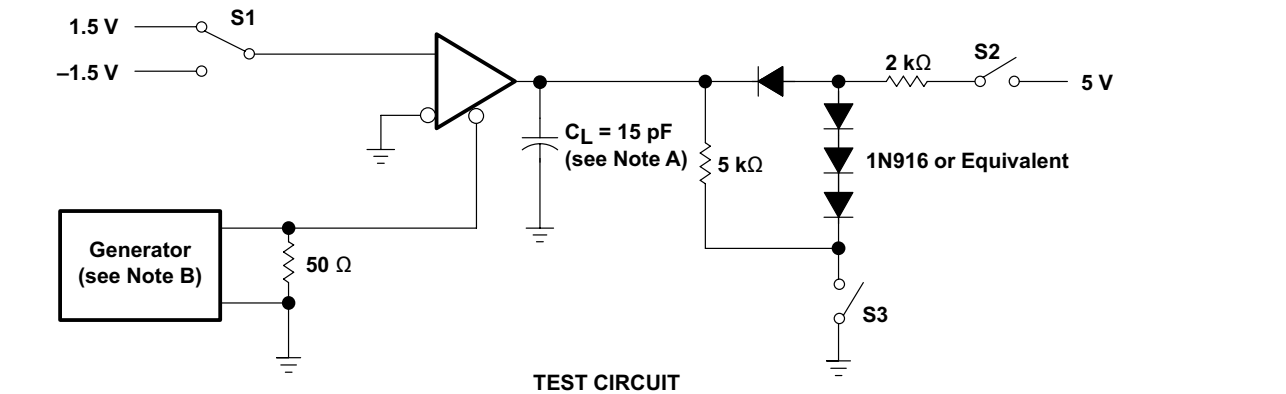 1.5 V
S1
–1.5 V
2 kΩ
S2
5 V
CL = 15 pF
(see Note A)
5 kΩ
1N916 or Equivalent
Generator
(see Note B)
50 Ω
S3
TEST CIRCUIT